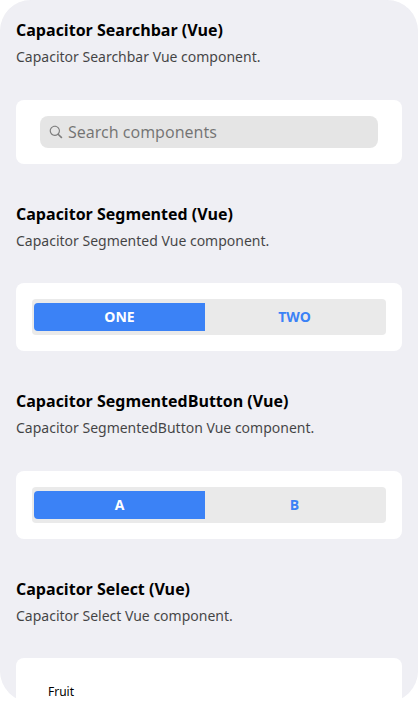 Capacitor Searchbar (Vue)
Capacitor Searchbar Vue component.
Search components
Capacitor Segmented (Vue)
Capacitor Segmented Vue component.
ONE TWO
Capacitor SegmentedButton (Vue)
Capacitor SegmentedButton Vue component.
A B
Capacitor Select (Vue)
Capacitor Select Vue component.
Fruit